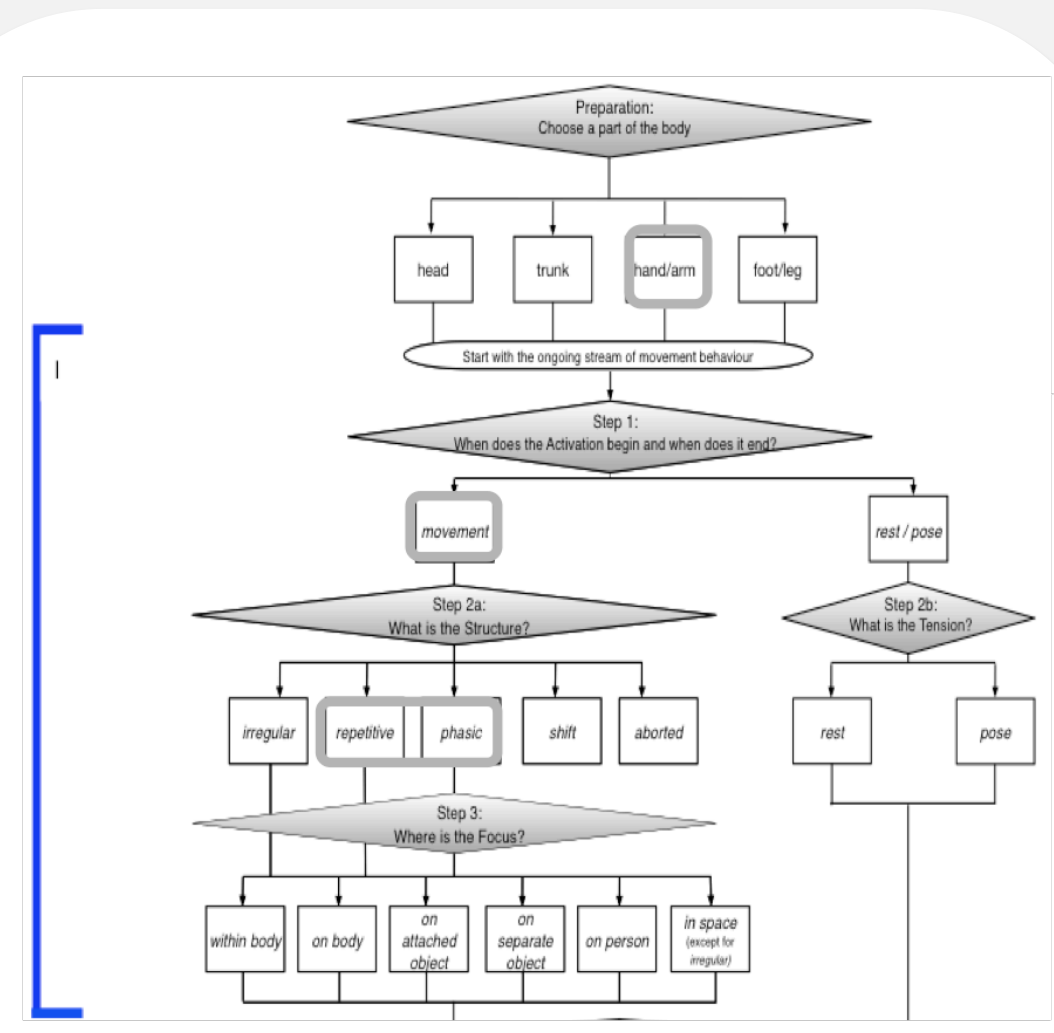 Preparation:
Choose a part of the body
head
trunk
hand/arm
foot/leg
Start with the ongoing stream of movement behaviour
I
Step 1:
When does the Activation begin and when does it end?
movement
rest / pose
Step 2a:
What is the Structure?
Step 2b:
What is the Tension?
irregular
repetitive
phasic
shift
aborted
rest
pose
Step 3:
Where is the Focus?
within body
on body
on
attached
object
on
separate
object
on person
in space
(except for
irregular)